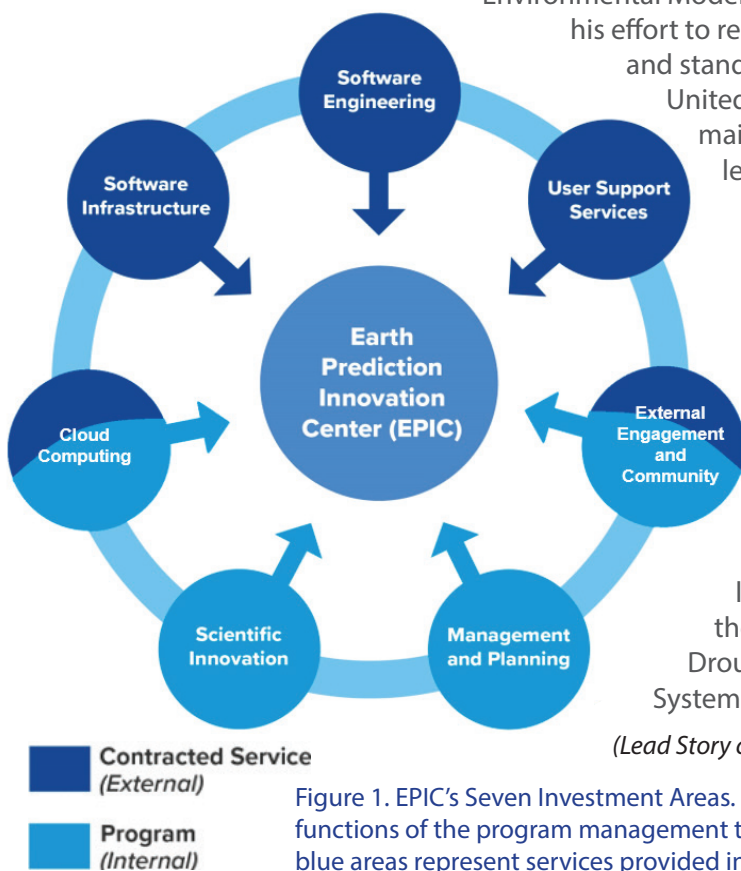 Environmental Model
his effort to re
and stand
United
mai
le
Software
Engineering
Software
Infrastructure
User Support
Services
Earth
Prediction
Innovation
Center (EPIC)
Cloud
Computing
External
Engagement
and
Community
Scientific
Innovation
Management
and Planning
I
th
Drou
System
(Lead Story c
Contracted Service
(External)
Program
(Internal)
Figure 1. EPIC's Seven Investment Areas.
functions of the program management t
blue areas represent services provided in